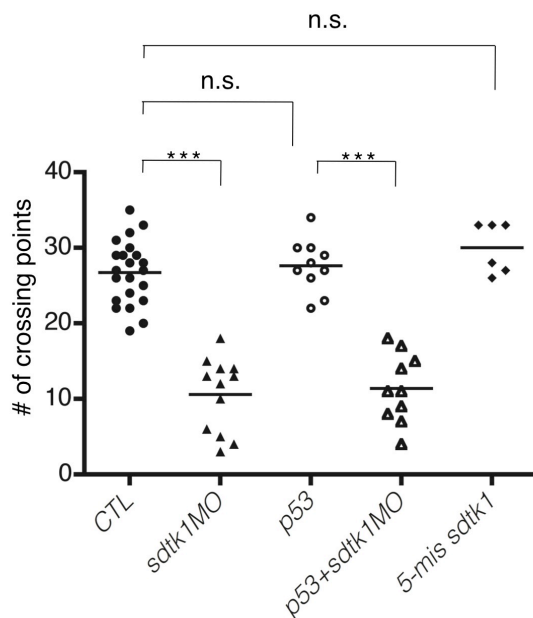 n.s.
n.s.
*** ***
40
30
20
10
0
# of crossing points
CTL
sdtk1MO
p53
p53+sdtk1MO
5-mis sdtk1